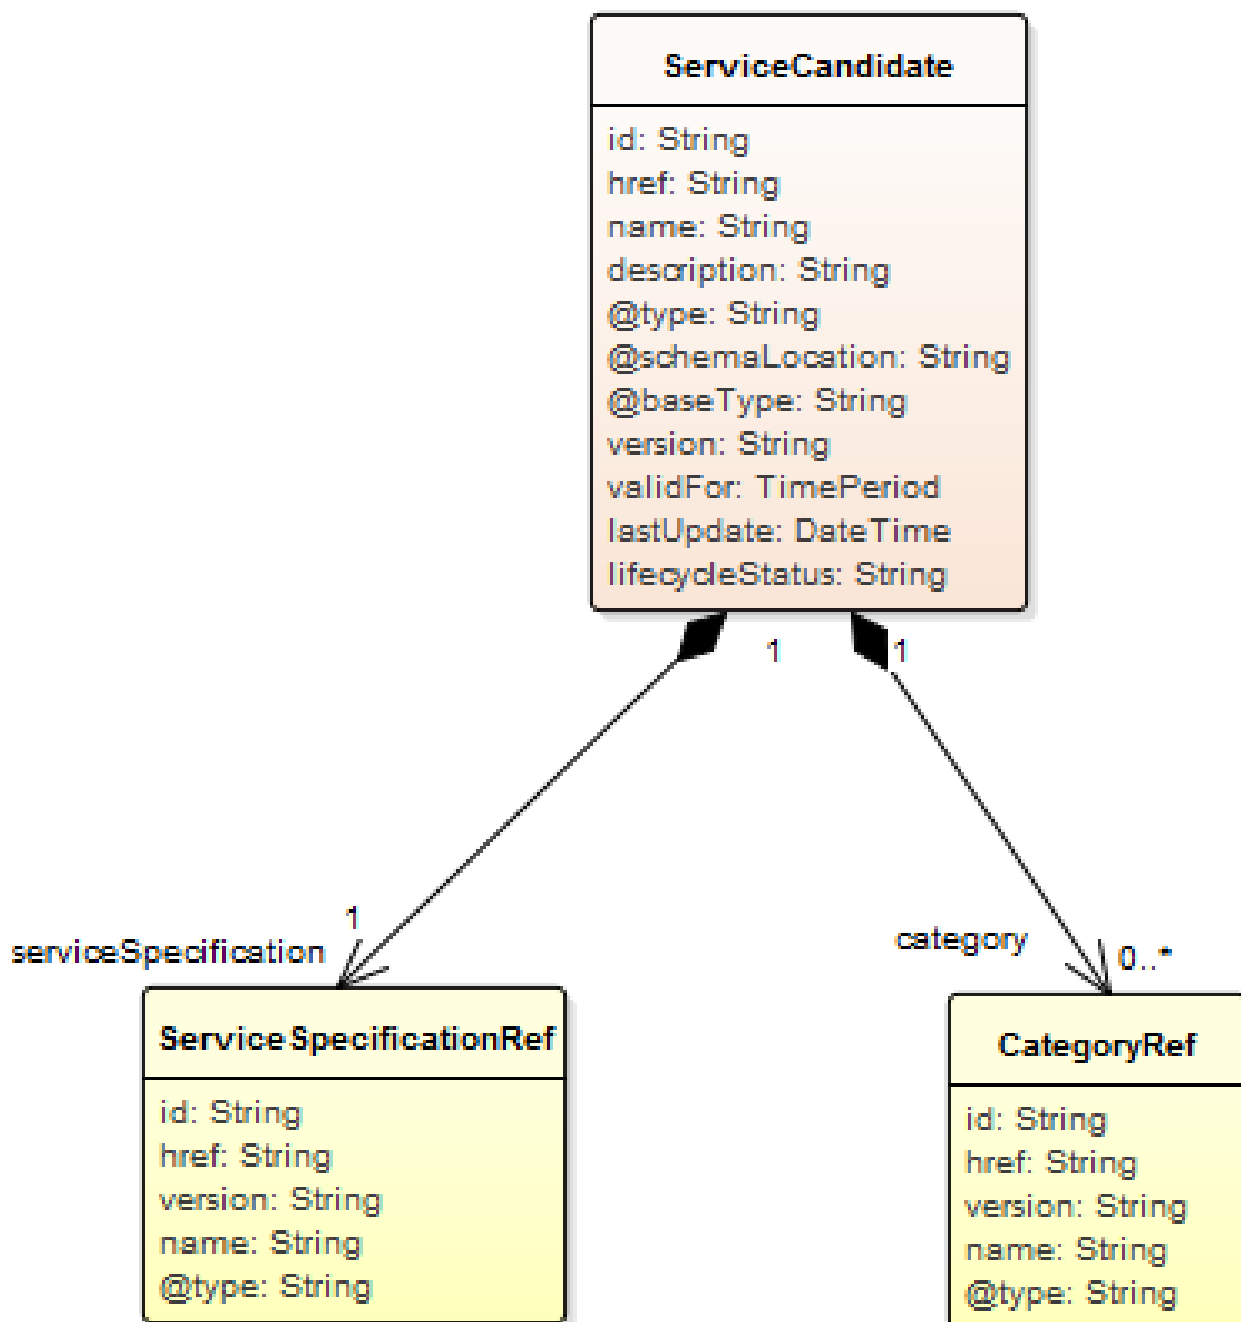 ServiceCandidate
id: String
href: String
name: String
description: String
@type: String
@schemaLocation: String
@baseType: String
version: String
validFor: TimePeriod
lastUpdate: DateTime
lifecycleStatus: String
1
1
1
serviceSpecification
category
0..*
ServiceSpecificationRef
id: String
href: String
version: String
name: String
@type: String
CategoryRef
id: String
href: String
version: String
name: String
@type: String